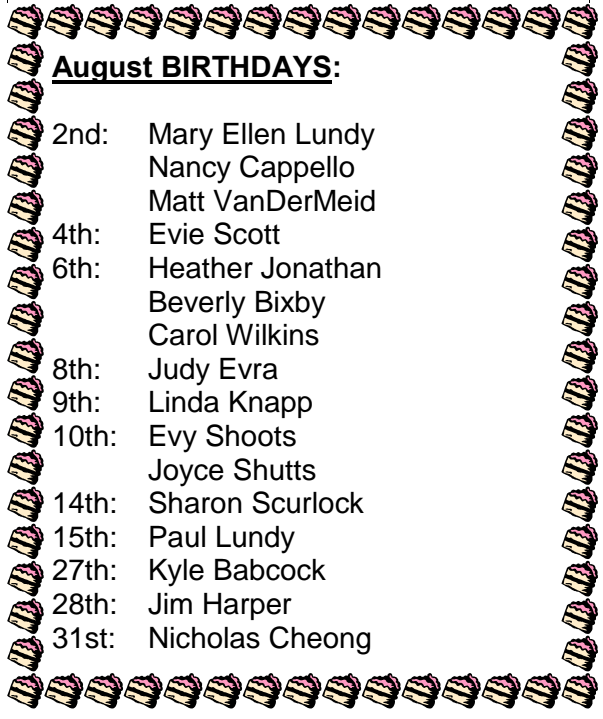 August BIRTHDAYS:
2nd: Mary Ellen Lundy
Nancy Cappello
Matt VanDerMeid
4th: Evie Scott
6th: Heather Jonathan
Beverly Bixby
Carol Wilkins
8th: Judy Evra
9th: Linda Knapp
10th: Evy Shoots
Joyce Shutts
14th: Sharon Scurlock
15th: Paul Lundy
27th: Kyle Babcock
28th: Jim Harper
31st: Nicholas Cheong